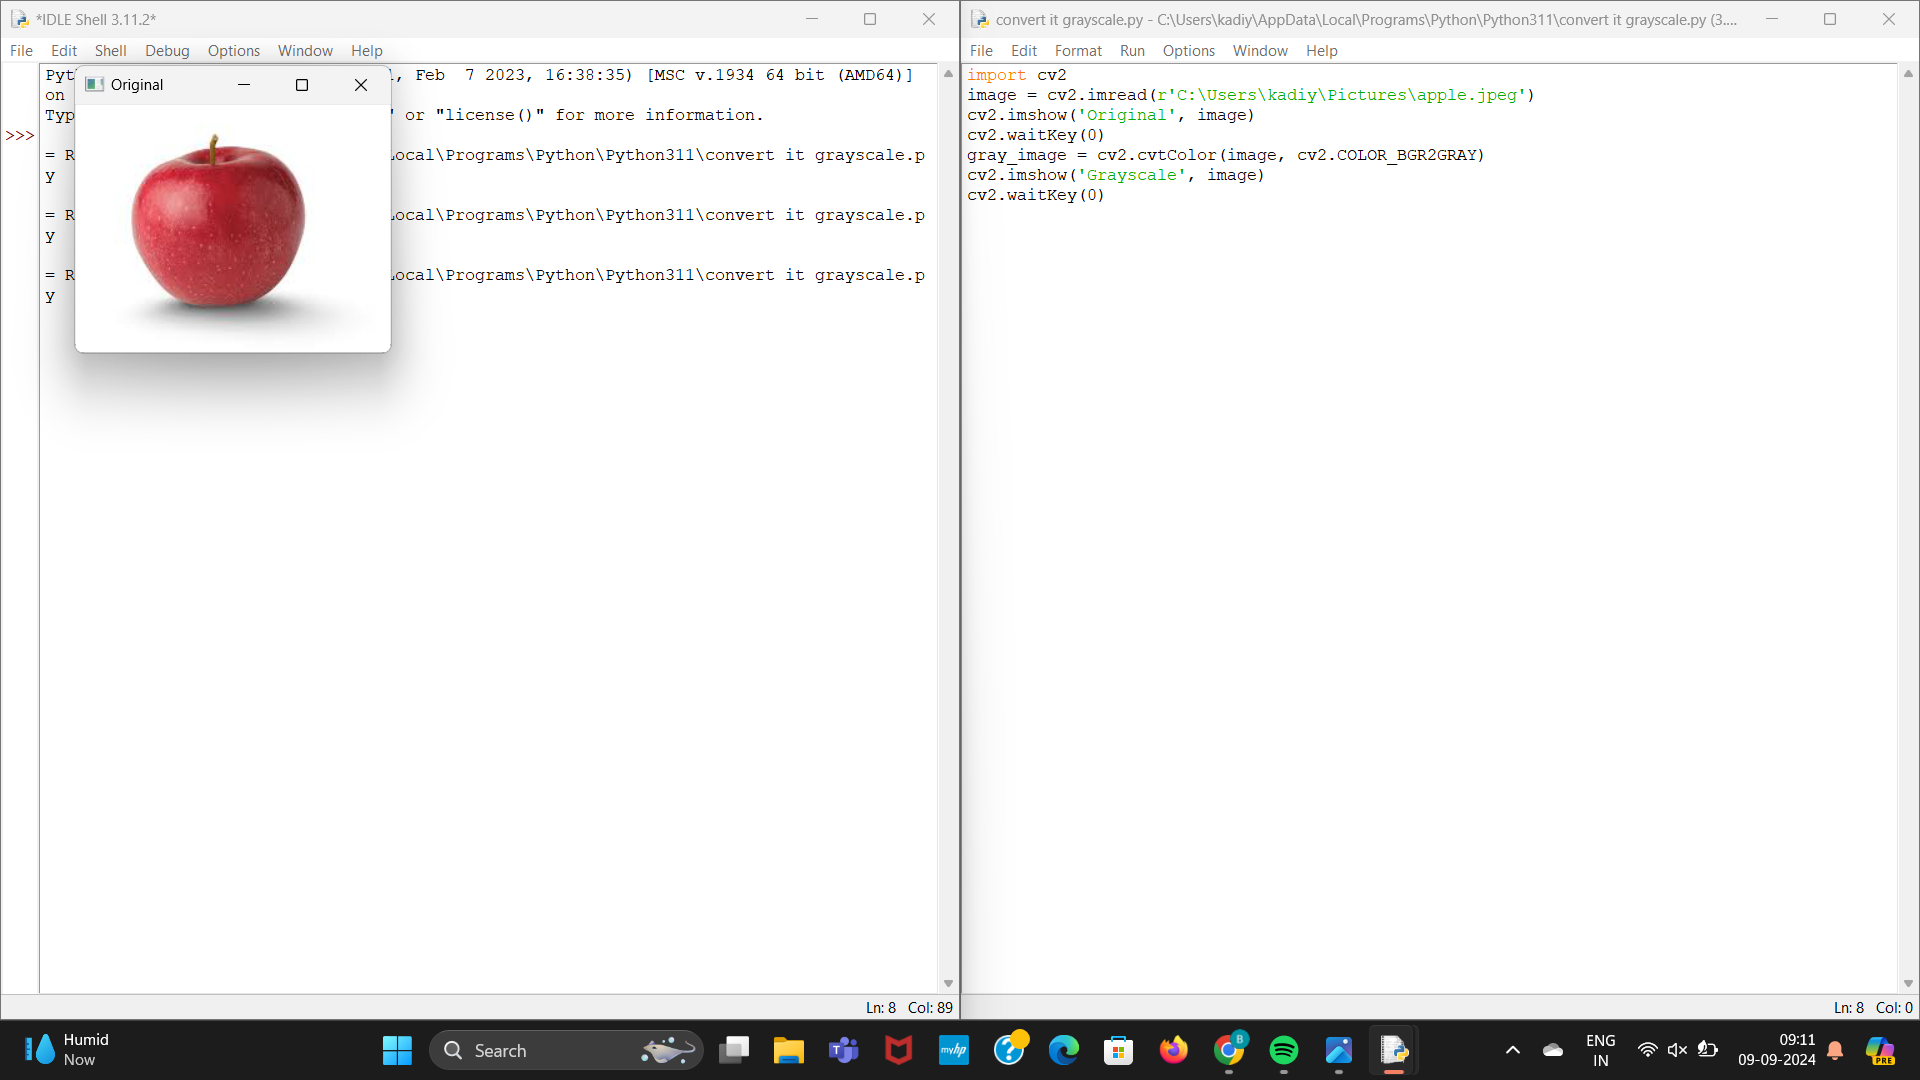 *IDLE Shell 3.11.2*
File Edit Shell Debug Options Window Help
, Feb 7 2023, 16:38:35) [MSC v.1934 64 bit (AMD64)]
on
or "license()" for more information.
>>>
Original
= R
Local\Programs\Python\Python311\convert it grayscale.p
y
= R
Local\Programs\Python\Python311\convert it grayscale.p
y
= R
Local\Programs\Python\Python311\convert it grayscale.p
y
Ln: 8 Col: 89
convert it grayscale.py - C:\Users\kadiy\AppData\Local\Programs\Python\Python311\convert it grayscale.py (3....
File Edit Format Run Options Window Help
import cv2
image = cv2.imread(r'C:\Users\kadiy\Pictures\apple.jpeg')
cv2.imshow('Original', image)
cv2.waitKey(0)
gray_image = cv2.cvtColor(image, cv2.COLOR_BGR2GRAY)
cv2.imshow('Grayscale', image)
cv2.waitKey(0)
Ln: 8 Col: 0
Humid
Now
Search
myhp
B
ENG
IN
09:11
09-09-2024
PRE